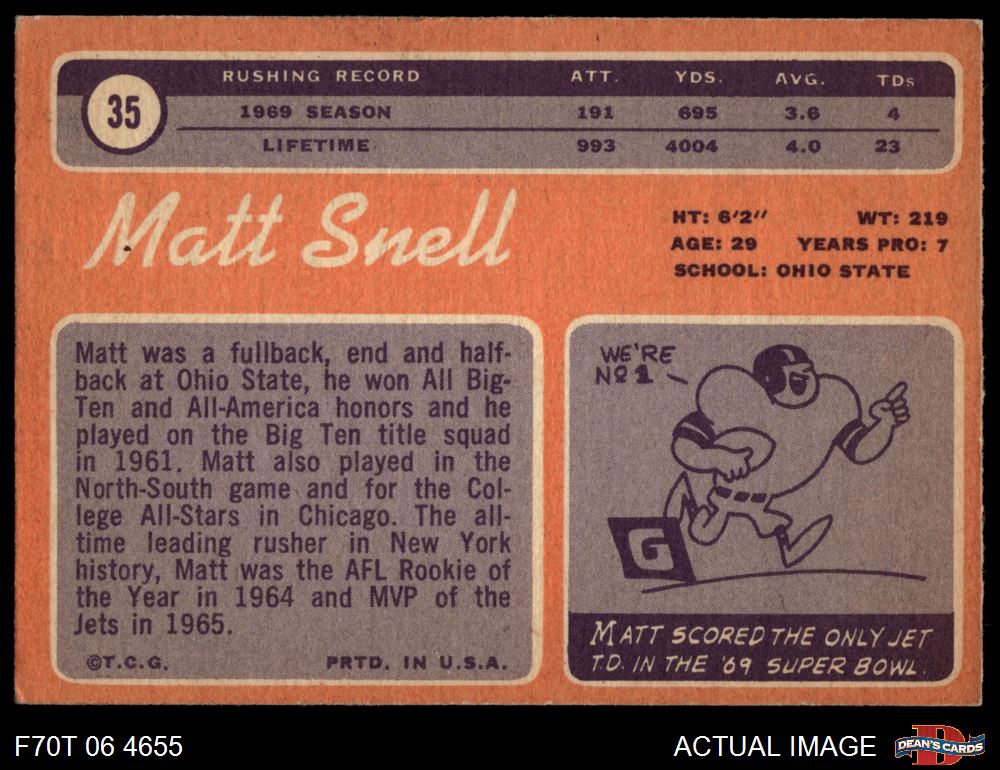 35
RUSHING RECORD ATT. YDS. AVG. TDs
1969 SEASON 191 695 3.6 4
LIFETIME 993 4004 4.0 23
Matt Snell
HT: 6'2" WT: 219
AGE: 29 YEARS PRO: 7
SCHOOL: OHIO STATE
Matt was a fullback, end and half-
back at Ohio State, he won All Big-
Ten and All-America honors and he
played on the Big Ten title squad
in 1961. Matt also played in the
North-South game and for the Col-
lege All-Stars in Chicago. The all-
time leading rusher in New York
history, Matt was the AFL Rookie of
the Year in 1964 and MVP of the
Jets in 1965.
©T.C.G. PRTD. IN U.S.A.
WE'RE
Nº 1
G
MATT SCORED THE ONLY JET
T.D. IN THE '69 SUPER BOWL.
F70T 06 4655
ACTUAL IMAGE
D
DEAN'S CARDS